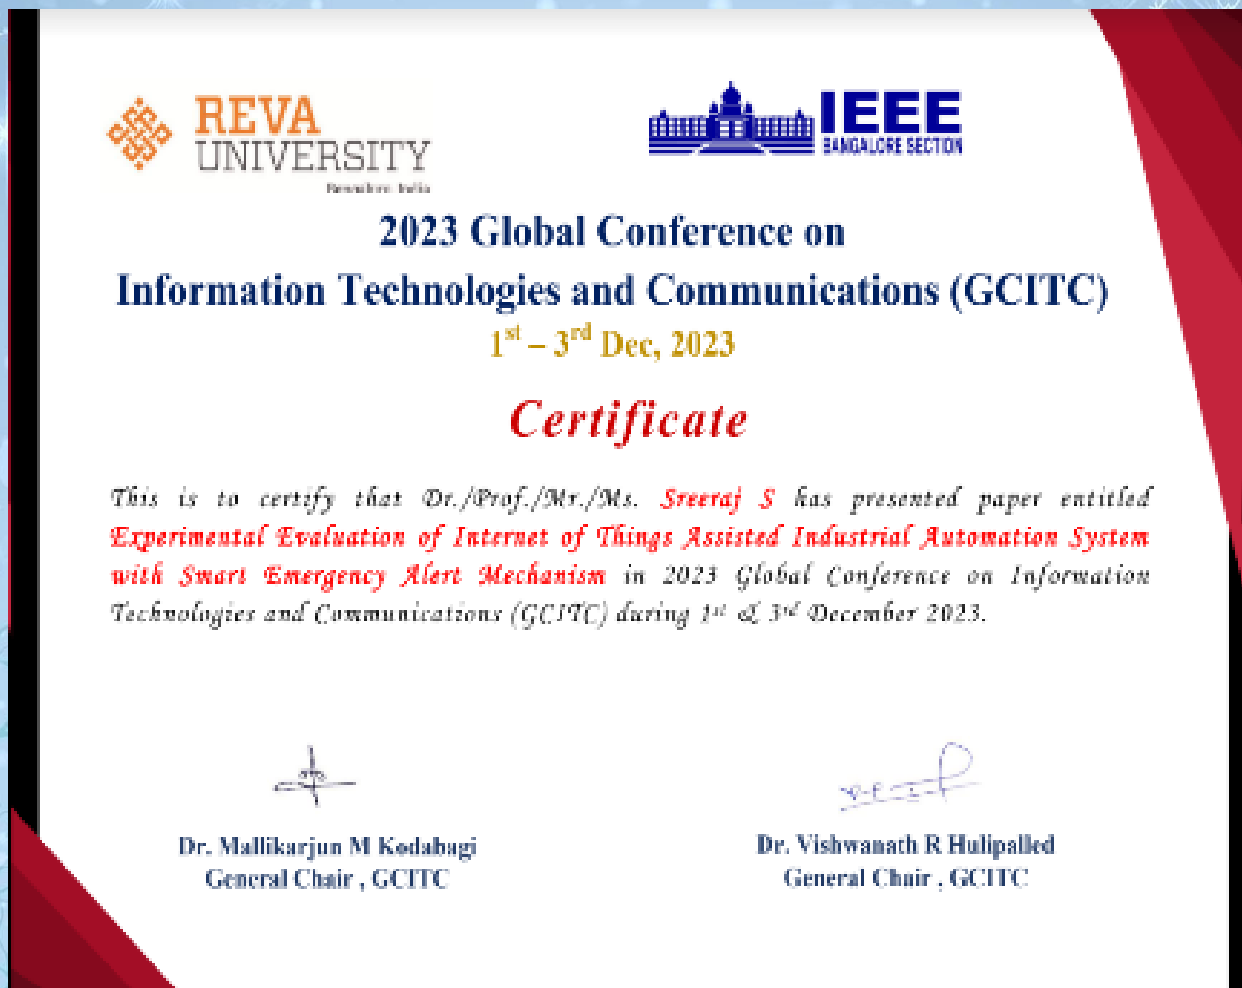 REVA
UNIVERSITY
Bengaluru, India
IEEE
BANGALORE SECTION
2023 Global Conference on
Information Technologies and Communications (GCITC)
1st – 3rd Dec, 2023
Certificate
This is to certify that Dr./Prof./Mr./Ms. Sreeraj S has presented paper entitled
Experimental Evaluation of Internet of Things Assisted Industrial Automation System
with Smart Emergency Alert Mechanism in 2023 Global Conference on Information
Technologies and Communications (GCITC) during 1st & 3rd December 2023.
Dr. Mallikarjun M Kodabagi
General Chair , GCITC
Dr. Vishwanath R Hulipalled
General Chair , GCITC